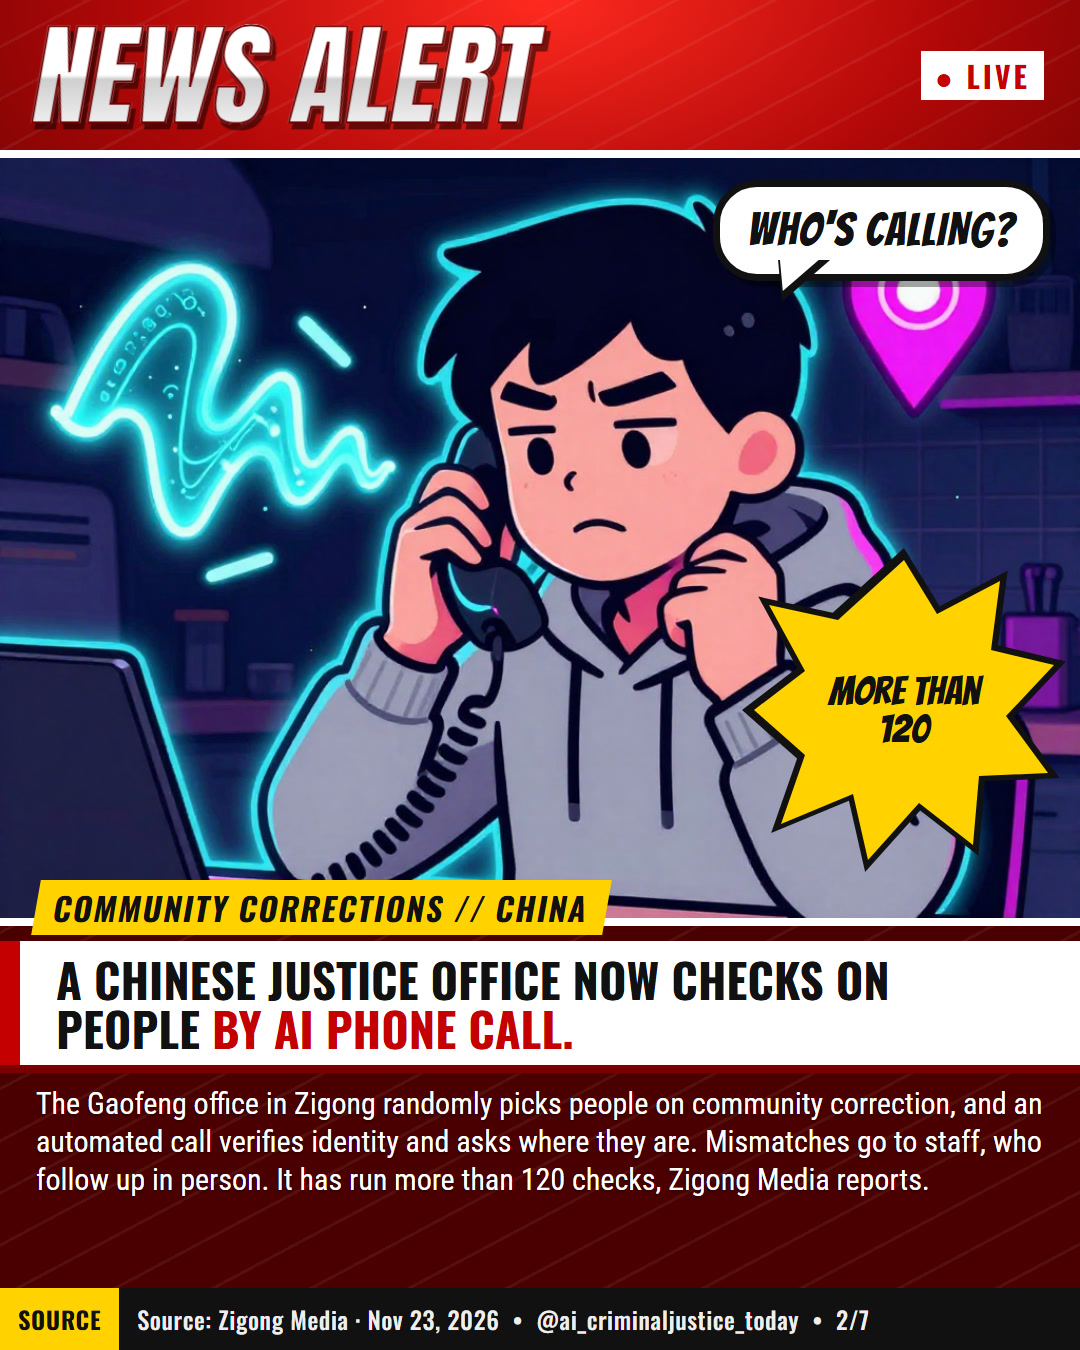 NEWS ALERT
● LIVE
WHO'S CALLING?
MORE THAN
120
COMMUNITY CORRECTIONS // CHINA
A CHINESE JUSTICE OFFICE NOW CHECKS ON
PEOPLE BY AI PHONE CALL.
The Gaofeng office in Zigong randomly picks people on community correction, and an
automated call verifies identity and asks where they are. Mismatches go to staff, who
follow up in person. It has run more than 120 checks, Zigong Media reports.
SOURCE
Source: Zigong Media · Nov 23, 2026 • @ai_criminaljustice_today • 2/7